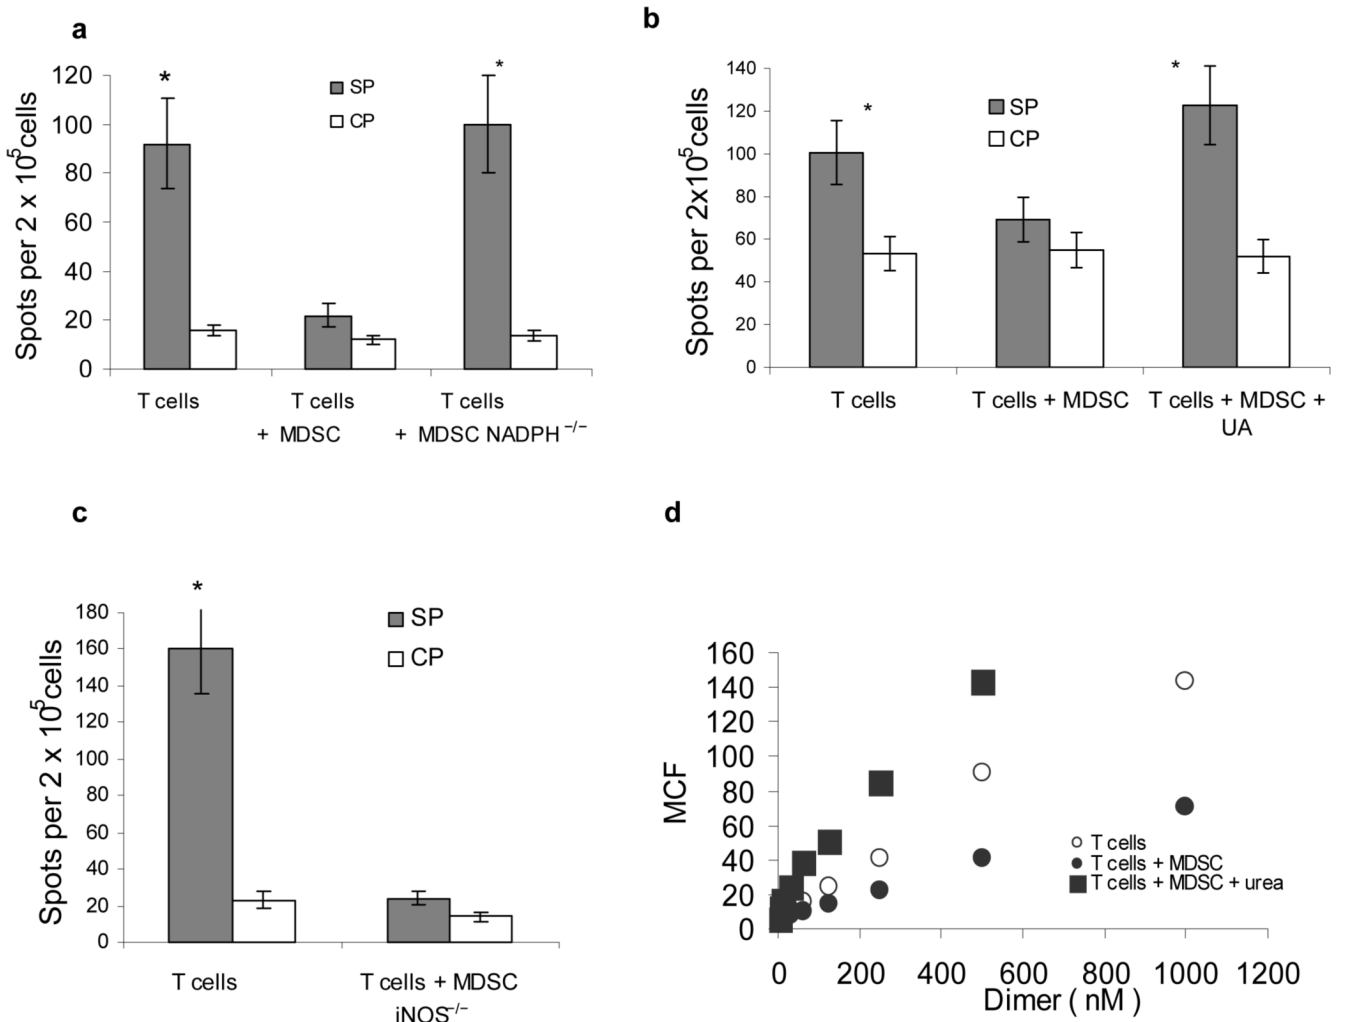 a
120
100
80
60
40
20
0
Spots per 2 x 10⁵cells
*
*
SP
CP
T cells
T cells
+ MDSC
T cells
+ MDSC NADPH⁻/⁻
b
140
120
100
80
60
40
20
0
Spots per 2x10⁵cells
*
*
SP
CP
T cells
T cells + MDSC
T cells + MDSC +
UA
c
180
160
140
120
100
80
60
40
20
0
Spots per 2 x 10⁵cells
*
SP
CP
T cells
T cells + MDSC
iNOS⁻/⁻
d
160
140
120
100
80
60
40
20
0
MCF
T cells
T cells + MDSC
T cells + MDSC + urea
0 200 400 600 800 1000 1200
Dimer ( nM )